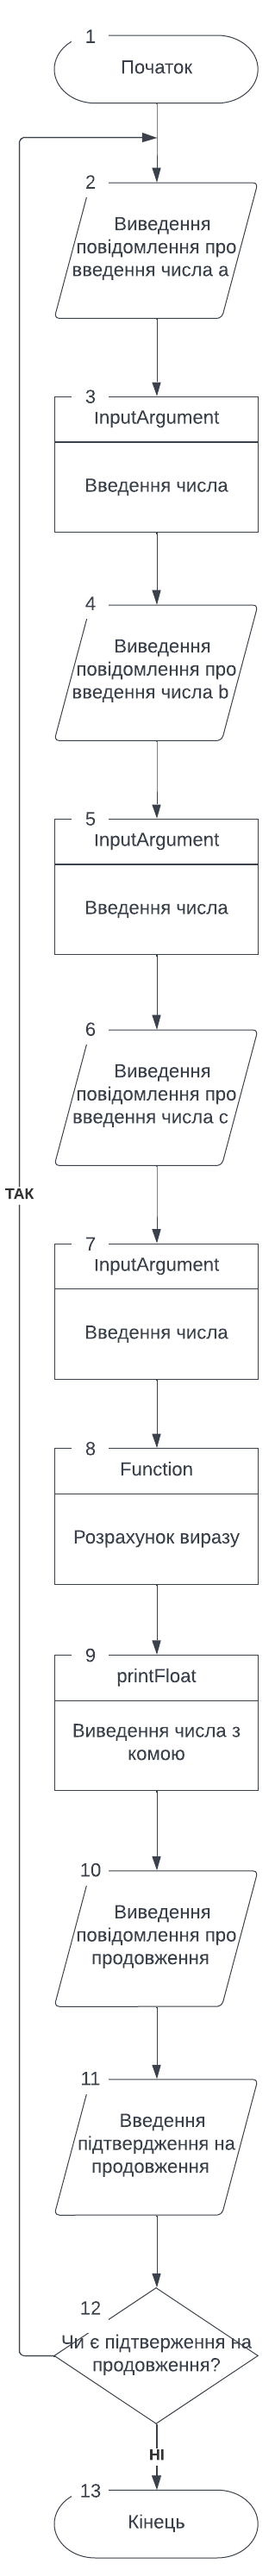 1
Початок
2
Виведення
повідомлення про
введення числа a
3
InputArgument
Введення числа
4
Виведення
повідомлення про
введення числа b
5
InputArgument
Введення числа
6
Виведення
повідомлення про
введення числа c
ТАК
7
InputArgument
Введення числа
8
Function
Розрахунок виразу
9
printFloat
Виведення числа з
комою
10
Виведення
повідомлення про
продовження
11
Введення
підтвердження на
продовження
12
Чи є підтверження на
продовження?
НІ
13
Кінець